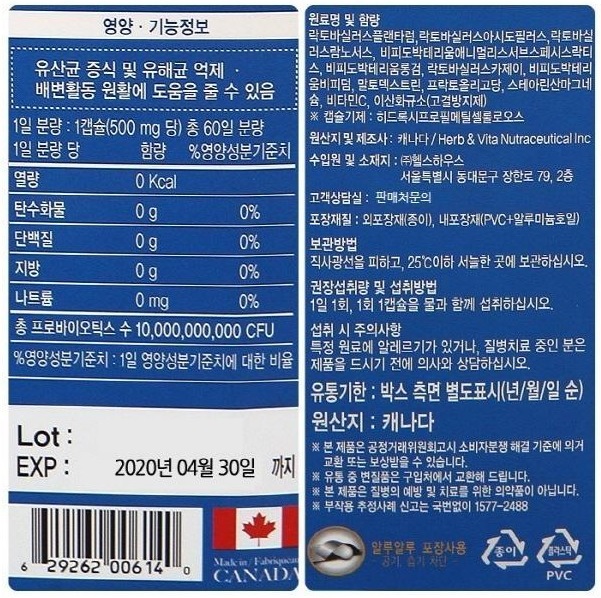 영양·기능정보
유산균 증식 및 유해균 억제·
배변활동 원활에 도움을 줄 수 있음
1일 분량 : 1캡슐(500 mg 당) 총 60일 분량
1일 분량 당 함량 %영양성분기준치
열량 0 Kcal
탄수화물 0 g 0%
단백질 0 g 0%
지방 0 g 0%
나트륨 0 mg 0%
총 프로바이오틱스 수 10,000,000,000 CFU
%영양성분기준치 : 1일 영양성분기준치에 대한 비율
Lot :
EXP : 2020년 04월 30일 까지
6 29262 00614 0
Made in / Fabriqué au
CANADA
원료명 및 함량
락토바실러스플랜타럼, 락토바실러스아시도필러스, 락토바실
러스람노서스, 비피도박테리움애니멀리스서브스페시스락티
스, 비피도박테리움롱검, 락토바실러스카제이, 비피도박테리
움비피덤, 말토덱스트린, 프락토올리고당, 스테아린산마그네
슘, 비타민C, 이산화규소(고결방지제)
※ 캡슐기제 : 히드록시프로필메틸셀룰로오스
원산지 및 제조사 : 캐나다 / Herb & Vita Nutraceutical Inc
수입원 및 소재지 : ㈜헬스하우스
서울특별시 동대문구 장한로 79, 2층
고객상담실 : 판매처문의
포장재질 : 외포장재(종이), 내포장재(PVC+알루미늄호일)
보관방법
직사광선을 피하고, 25℃이하 서늘한 곳에 보관하십시오.
권장섭취량 및 섭취방법
1일 1회, 1회 1캡슐을 물과 함께 섭취하십시오.
섭취 시 주의사항
특정 원료에 알레르기가 있거나, 질병치료 중인 분은
제품을 드시기 전에 의사와 상담하십시오.
유통기한 : 박스 측면 별도표시(년/월/일 순)
원산지 : 캐나다
※ 본 제품은 공정거래위원회고시 소비자분쟁 해결 기준에 의거
교환 또는 보상받을 수 있습니다.
※ 유통 중 변질품은 구입처에서 교환해 드립니다.
※ 본 제품은 질병의 예방 및 치료를 위한 의약품이 아닙니다.
※ 부작용 추정사례 신고는 국번없이 1577-2488
알루알루 포장사용
- 공기, 습기 차단 -
종이
플라스틱
PVC